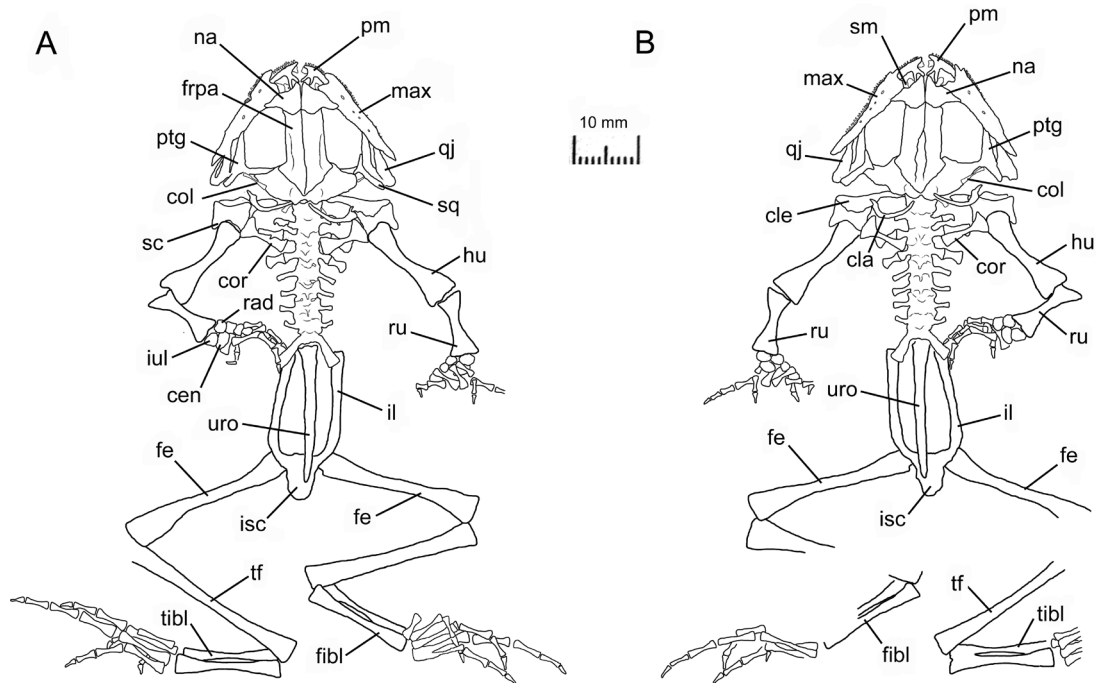 A
na
pm
frpa
max
ptg
qj
col
sq
sc
cor
hu
rad
ru
iul
cen
il
uro
fe
fe
isc
tf
tibl
fibl
10 mm
B
sm
pm
na
max
ptg
qj
col
cle
hu
cla
cor
ru
ru
uro
il
fe
fe
isc
tf
tibl
fibl